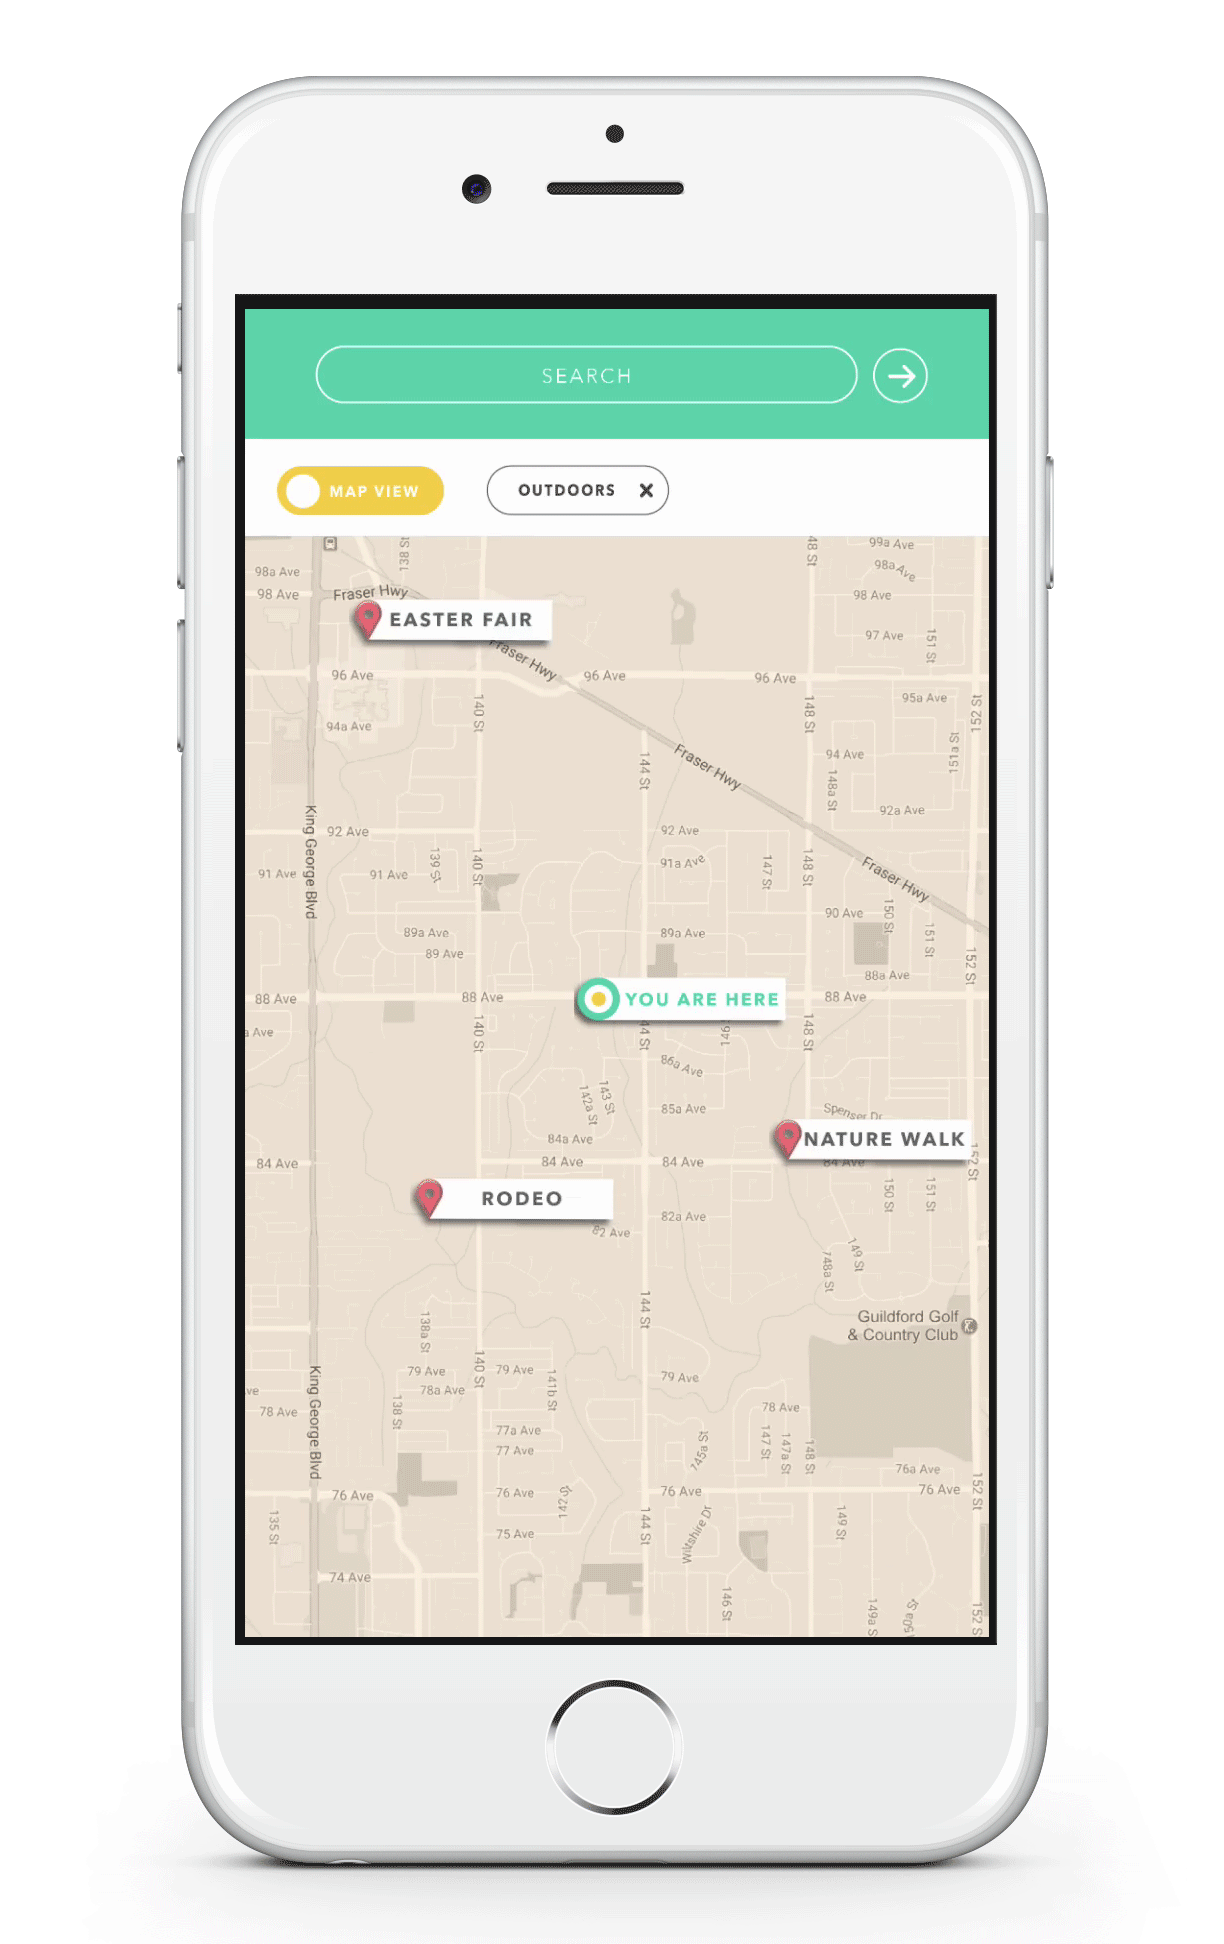 SEARCH
MAP VIEW
OUTDOORS
138 St
48 St
99a Ave
98a Ave
98a Ave
98 Ave
Fraser Hwy
98 Ave
EASTER FAIR
97 Ave
151 St
Fraser Hwy
96 Ave
96 Ave
96 Ave
95a Ave
94a Ave
140 St
148 St
152 St
Fraser Hwy
94 Ave
151a St
144 St
148a St
92a Ave
King George Blvd
92 Ave
92 Ave
91 Ave
91 Ave
139 St
140 St
91a Ave
147 St
148 St
Fraser Hwy
90 Ave
150 St
89a Ave
89a Ave
151 St
89 Ave
152 St
88a Ave
88 Ave
88 Ave
YOU ARE HERE
88 Ave
a Ave
140 St
44 St
148 St
86a Ave
143 St
142a St
85a Ave
Spenser Dr
84a Ave
NATURE WALK
84 Ave
84 Ave
84 Ave
84 Ave
152 St
RODEO
150 St
151 St
82a Ave
82 Ave
149 St
148a St
144 St
Guildford Golf
& Country Club
138a St
79 Ave
140 St
79 Ave
141b St
79 Ave
ve
78a Ave
King George Blvd
78 Ave
138 St
78 Ave
77a Ave
147 St
147a St
148 St
77 Ave
145a St
76a Ave
76 Ave
76 Ave
142 St
76 Ave
76 Ave
152 St
135 St
75 Ave
144 St
Wiltshire Dr
149 St
74 Ave
146 St
149a S
50a St
152 S